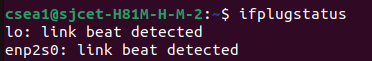 csea1@sjcet-H81M-H-M-2:~$ ifplugstatus
lo: link beat detected
enp2s0: link beat detected